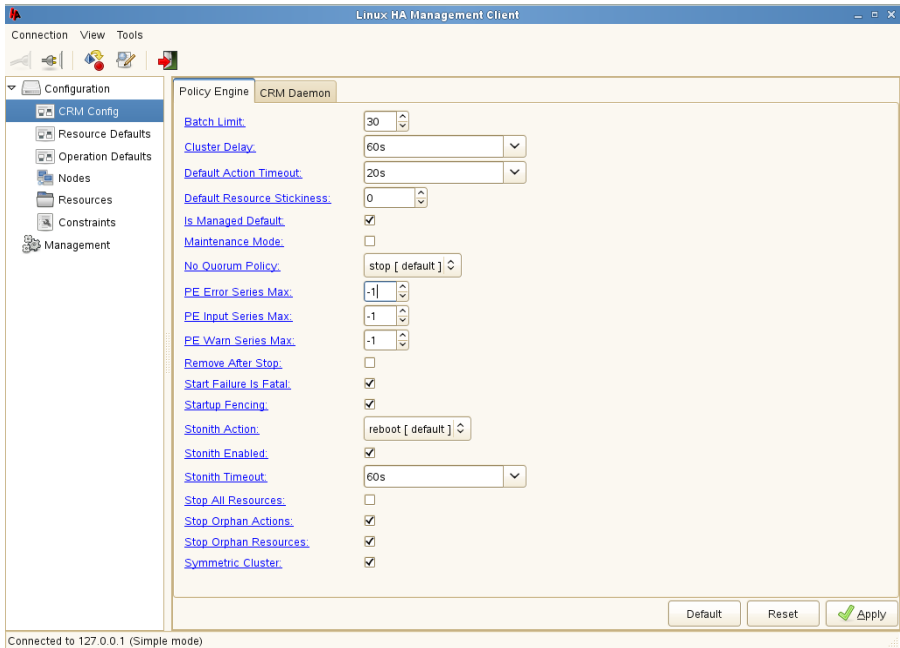 Linux HA Management Client
Connection View Tools
Configuration
CRM Config
Resource Defaults
Operation Defaults
Nodes
Resources
Constraints
Management
Policy Engine
CRM Daemon
Batch Limit: 30
Cluster Delay: 60s
Default Action Timeout: 20s
Default Resource Stickiness: 0
Is Managed Default:
Maintenance Mode:
No Quorum Policy: stop [ default ]
PE Error Series Max: -1
PE Input Series Max: -1
PE Warn Series Max: -1
Remove After Stop:
Start Failure Is Fatal:
Startup Fencing:
Stonith Action: reboot [ default ]
Stonith Enabled:
Stonith Timeout: 60s
Stop All Resources:
Stop Orphan Actions:
Stop Orphan Resources:
Symmetric Cluster:
Default Reset Apply
Connected to 127.0.0.1 (Simple mode)